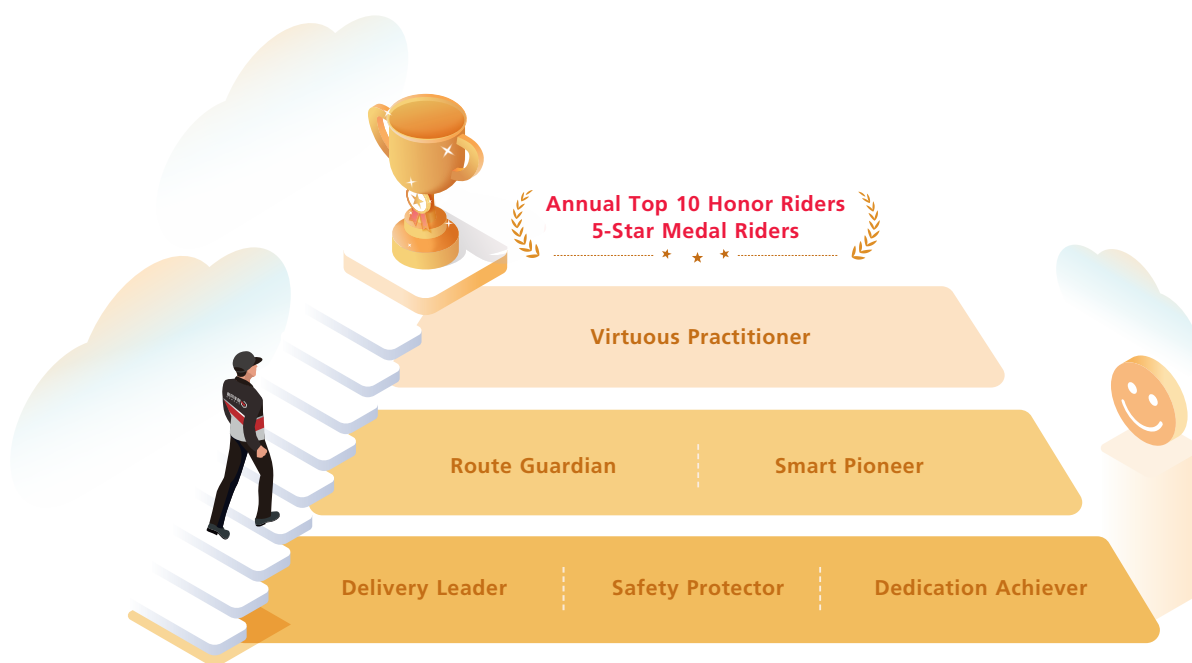 Annual Top 10 Honor Riders
5-Star Medal Riders
Virtuous Practitioner
Route Guardian
Smart Pioneer
Delivery Leader
Safety Protector
Dedication Achiever